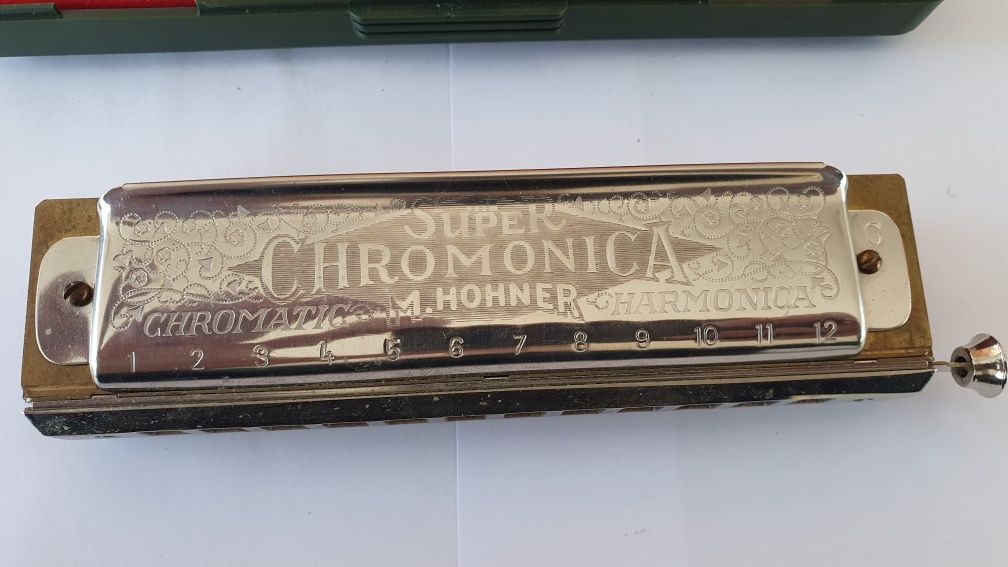 SUPER
CHROMONICA
CHROMATIC M. HOHNER HARMONICA
1 2 3 4 5 6 7 8 9 10 11 12
C